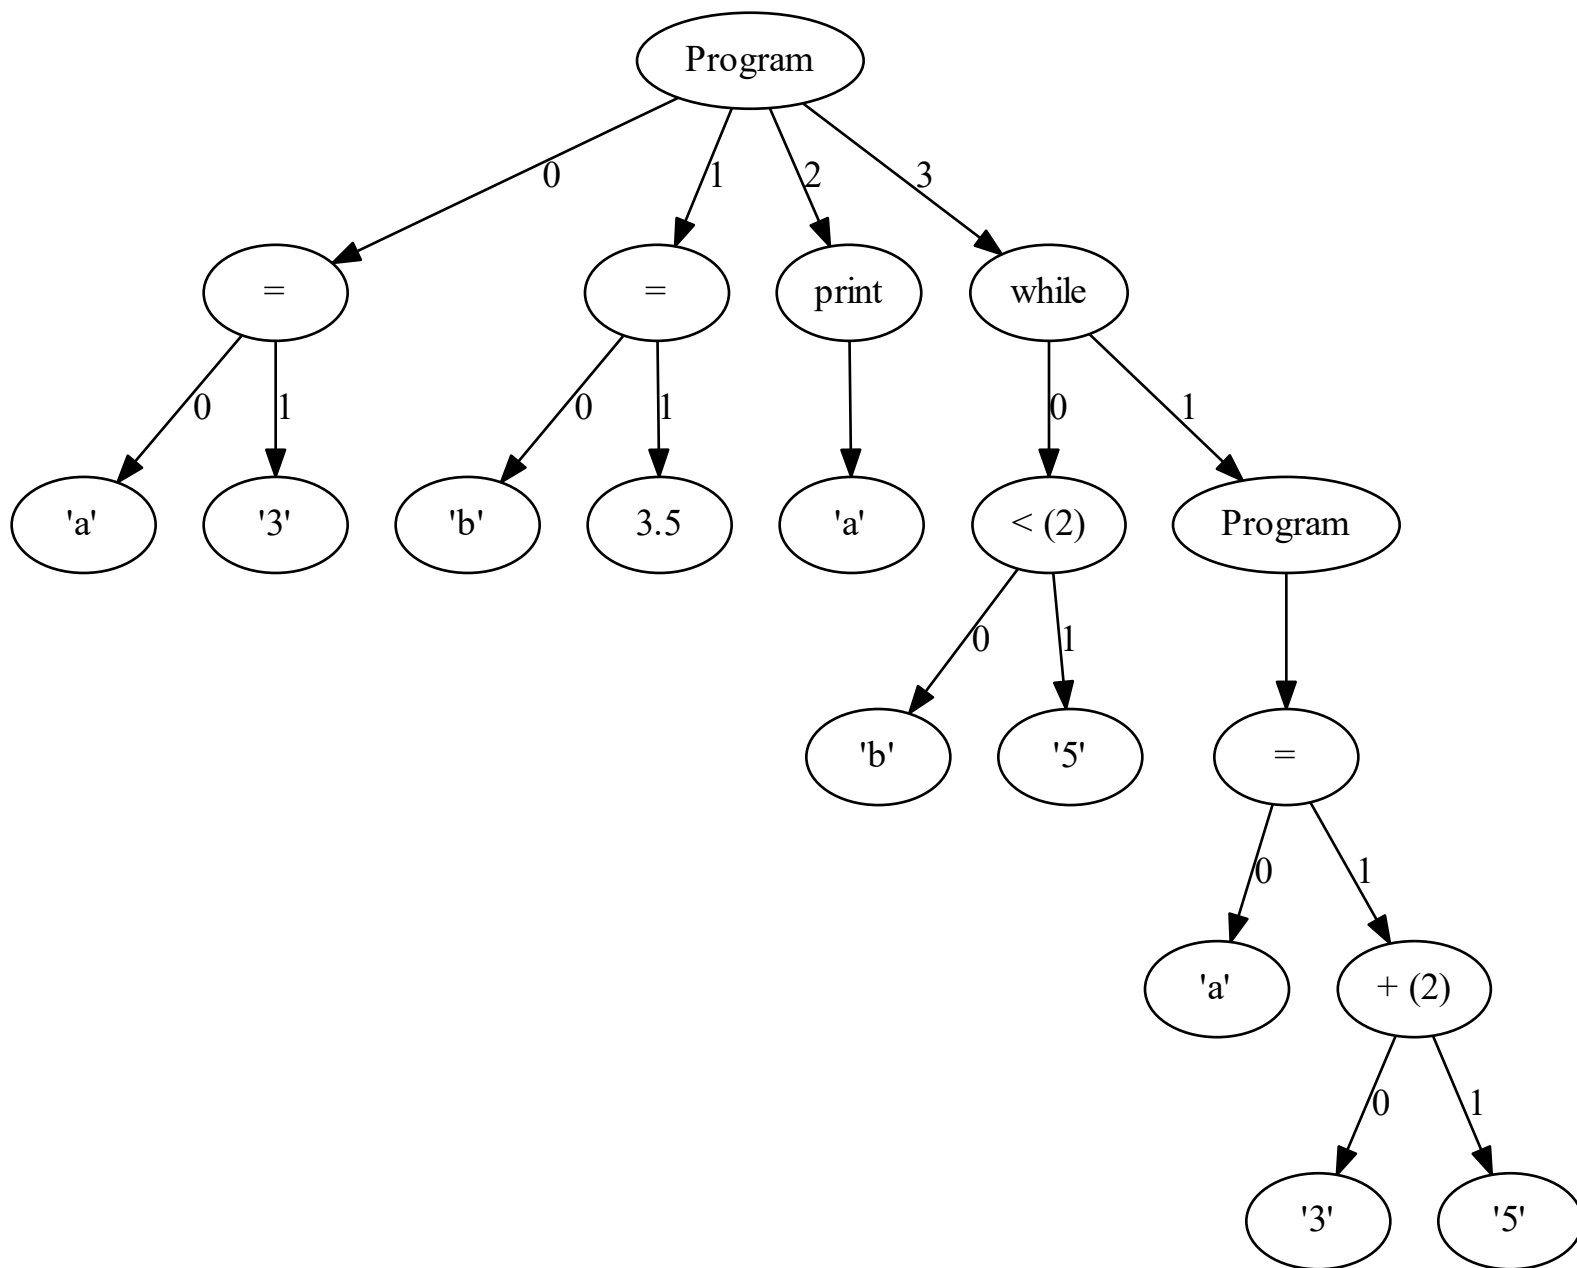 Program
0 1 2 3
= = print while
0 1 0 1 0 1
'a' '3' 'b' 3.5 'a' < (2) Program
0 1
'b' '5' =
0 1
'a' + (2)
0 1
'3' '5'